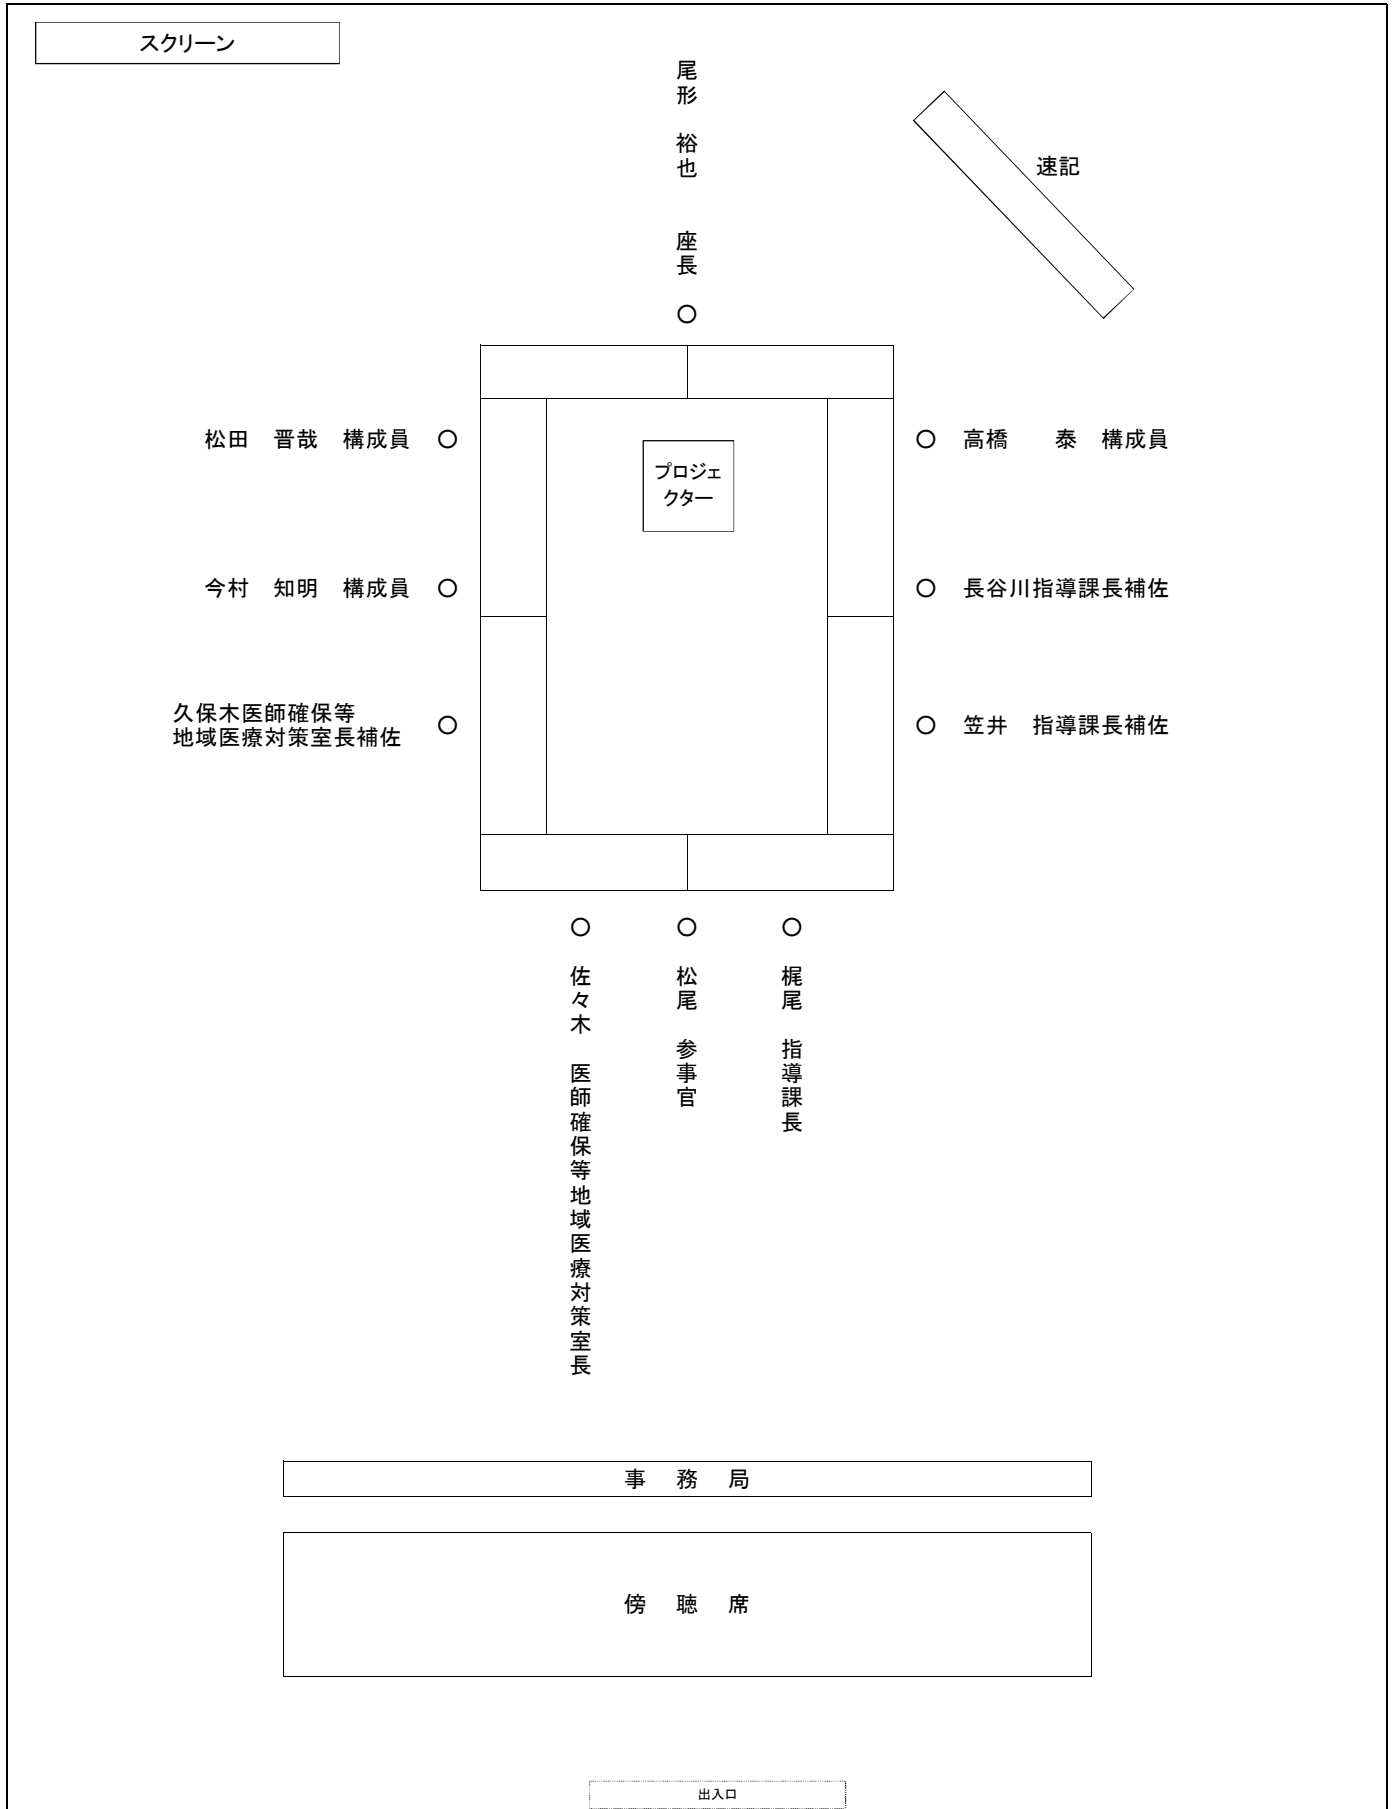 スクリーン
尾形 裕也 座長
速記
松田 晋哉 構成員 ○
○ 高橋 泰 構成員
プロジェ
クター
今村 知明 構成員 ○
○ 長谷川指導課長補佐
久保木医師確保等
地域医療対策室長補佐 ○
○ 笠井 指導課長補佐
佐々木 医師確保等地域医療対策室長
松尾 参事官
梶尾 指導課長
事 務 局
傍 聴 席
出入口